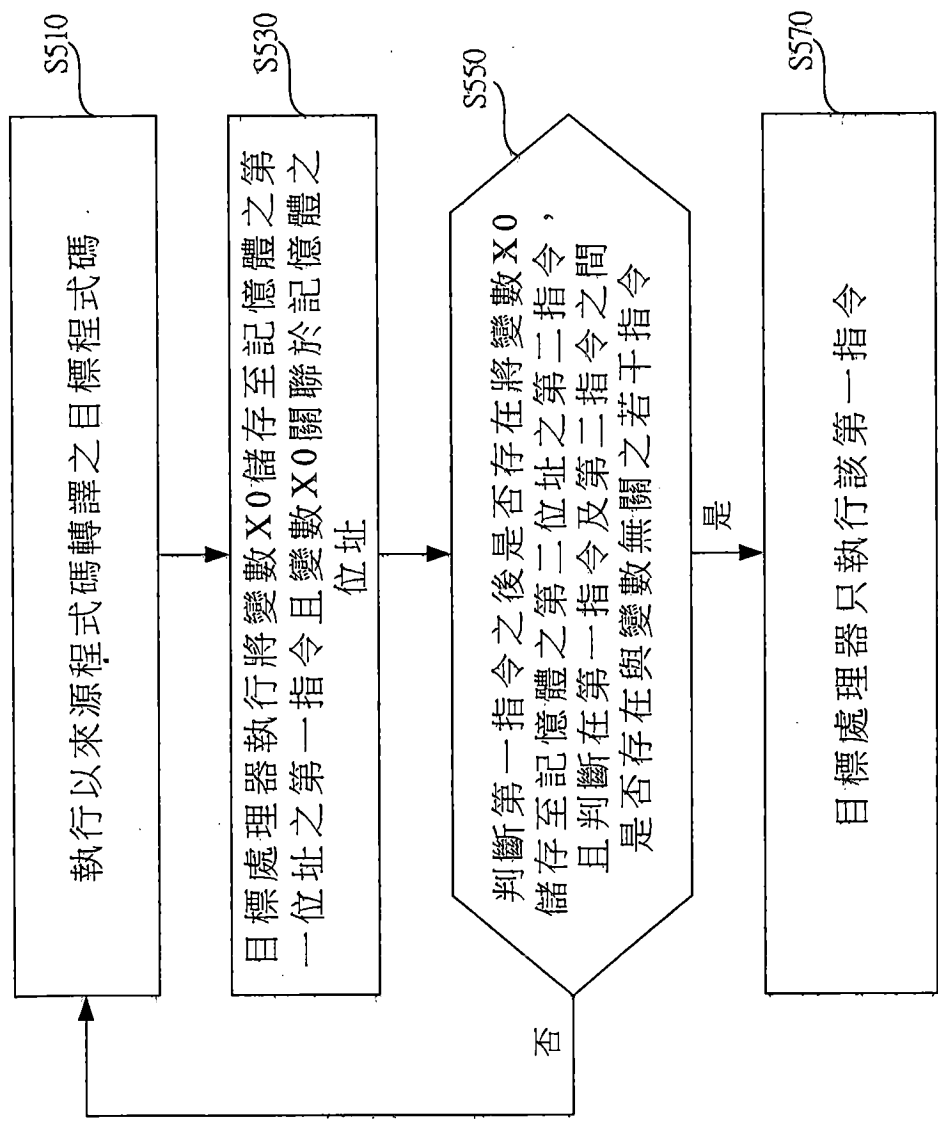 S510
執行以來源程式碼轉譯之目標程式碼
S530
目標處理器執行將變數X0儲存至記憶體之第
一位址之第一指令且變數X0關聯於記憶體之
位址
S550
判斷第一指令之後是否存在將變數X0
儲存至記憶體之第二位址之第二指令,
且判斷在第一指令及第二指令之間
是否存在與變數無關之若干指令
否
是
S570
目標處理器只執行該第一指令